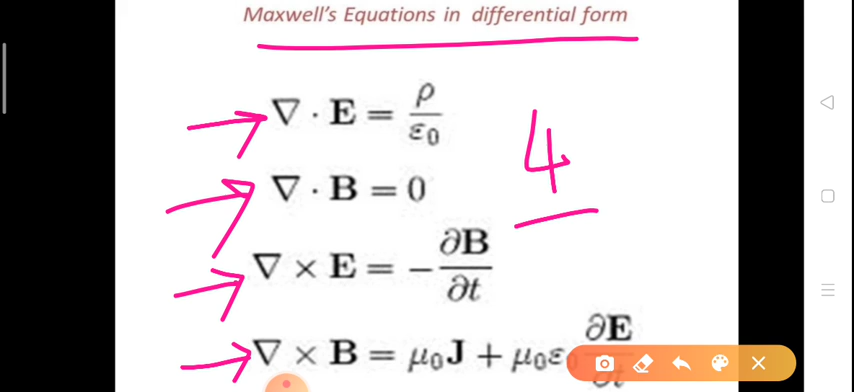 Maxwell's Equations in differential form
∇ · E = ρ/ε₀
4
∇ · B = 0
∇ × E = −∂B/∂t
∇ × B = μ₀J + μ₀ε ∂E/∂t